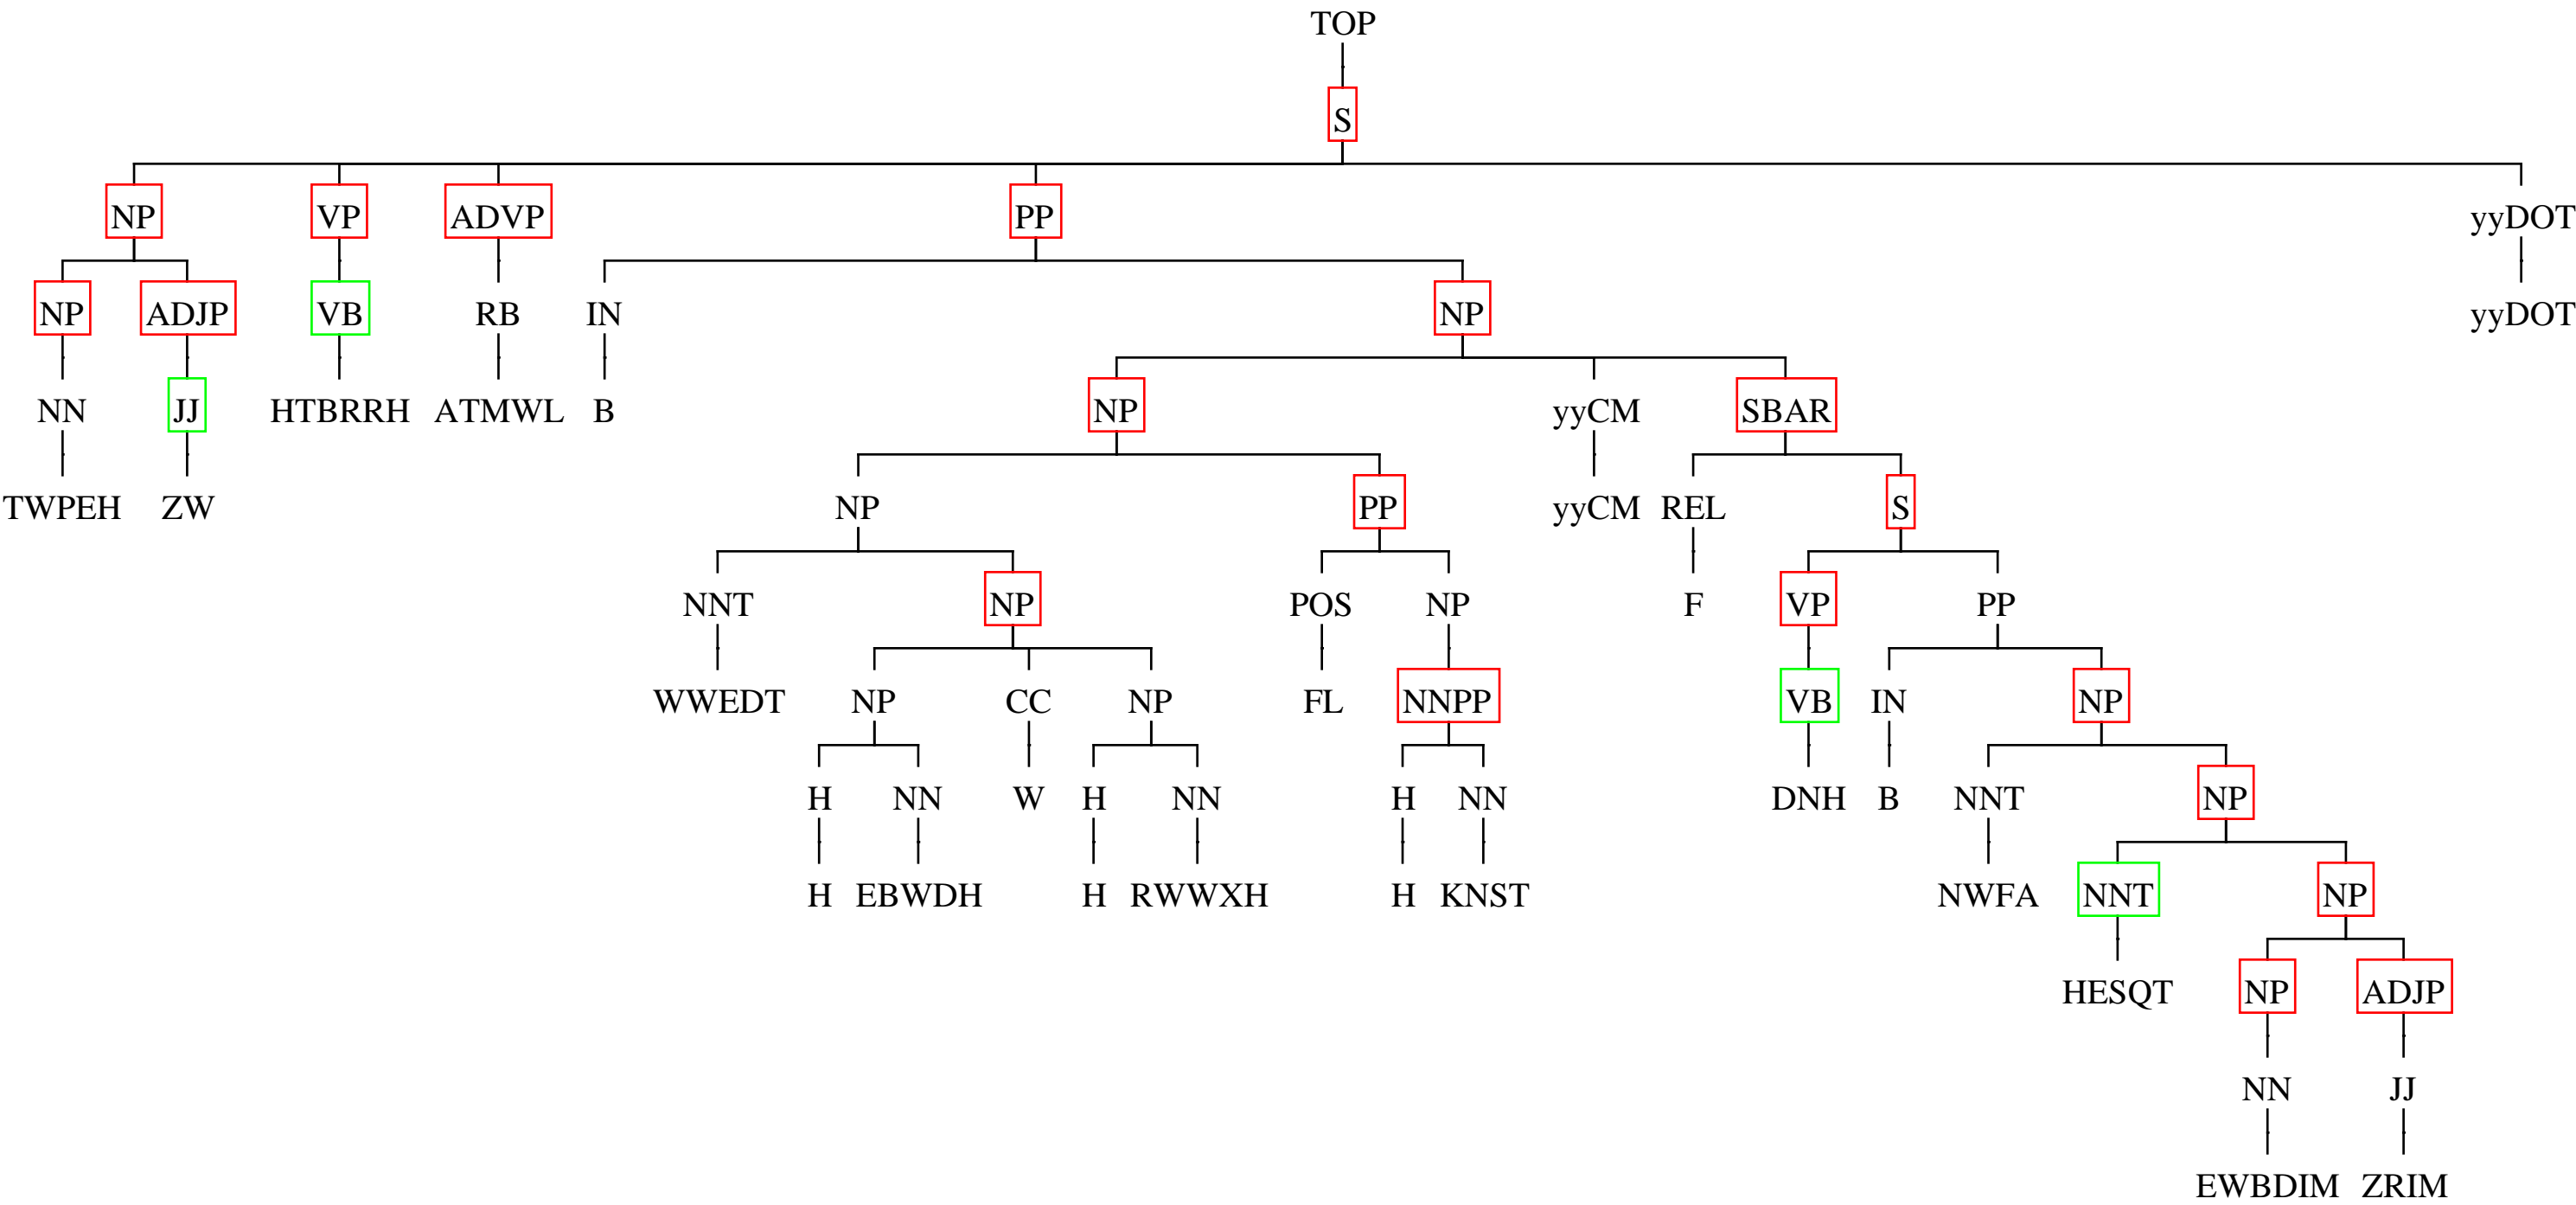 TOP
S
NP VP ADVP PP yyDOT
NP ADJP VB RB IN NP yyDOT
NN JJ HTBRRH ATMWL B NP yyCM SBAR
TWPEH ZW NP PP yyCM REL S
NNT NP POS NP F VP PP
WWEDT NP CC NP FL NNPP VB IN NP
H NN W H NN H NN DNH B NNT NP
H EBWDH H RWWXH H KNST NWFA NNT NP
HESQT NP ADJP
NN JJ
EWBDIM ZRIM